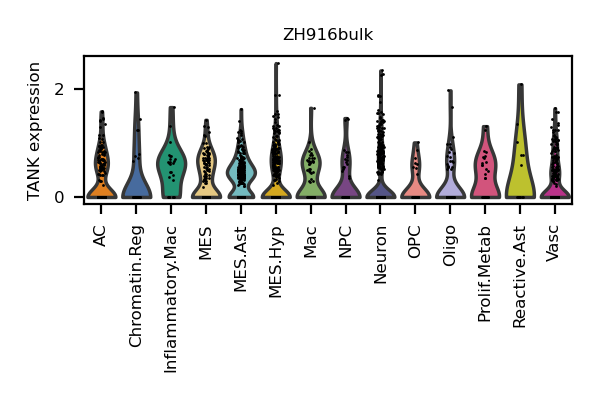 ZH916bulk
TANK expression
2
0
AC
Chromatin.Reg
Inflammatory.Mac
MES
MES.Ast
MES.Hyp
Mac
NPC
Neuron
OPC
Oligo
Prolif.Metab
Reactive.Ast
Vasc